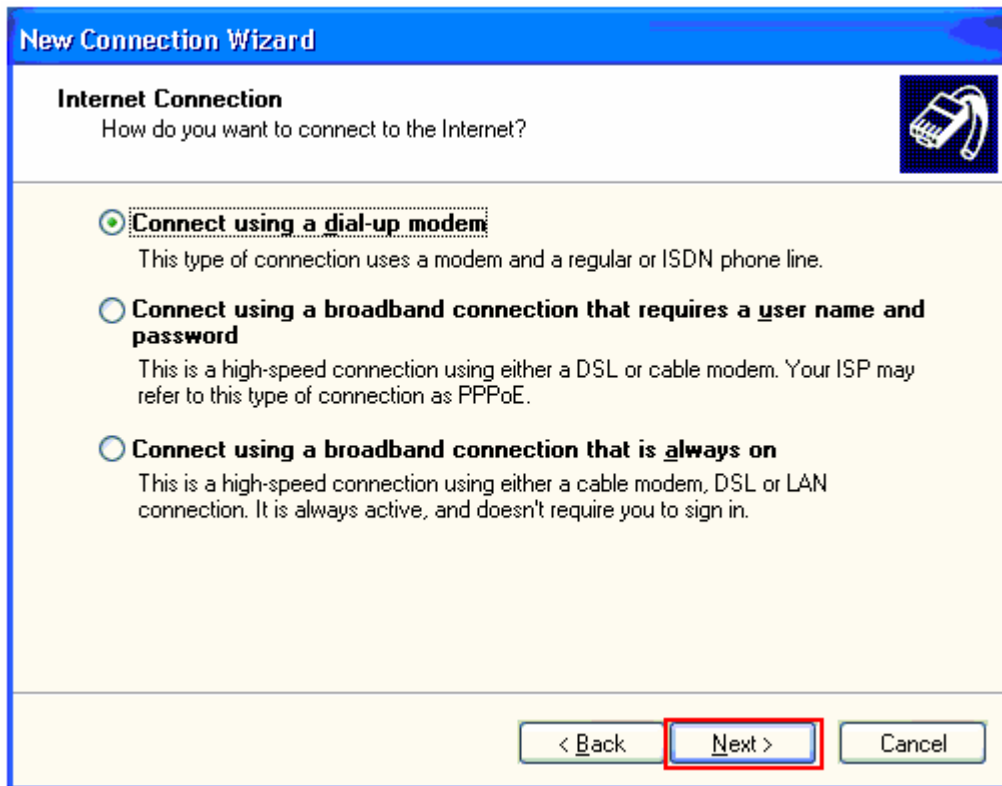 New Connection Wizard
Internet Connection
How do you want to connect to the Internet?
Connect using a dial-up modem
This type of connection uses a modem and a regular or ISDN phone line.
Connect using a broadband connection that requires a user name and
password
This is a high-speed connection using either a DSL or cable modem. Your ISP may
refer to this type of connection as PPPoE.
Connect using a broadband connection that is always on
This is a high-speed connection using either a cable modem, DSL or LAN
connection. It is always active, and doesn't require you to sign in.
< Back
Next >
Cancel